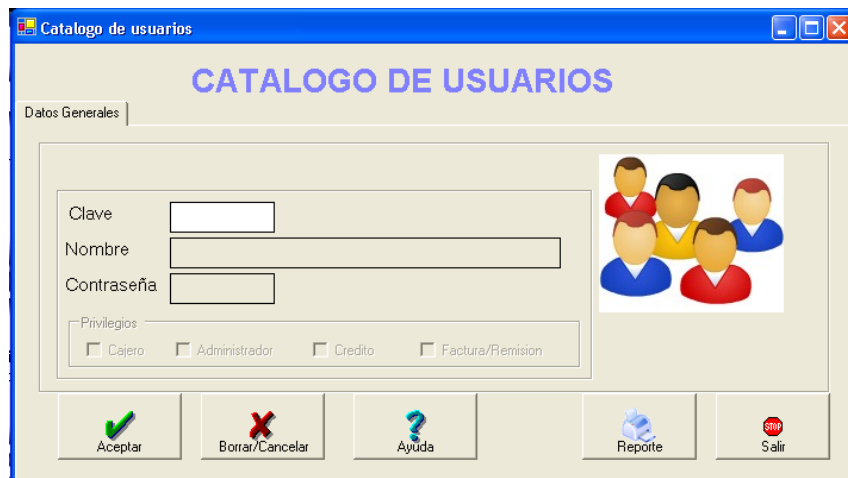 Catalogo de usuarios
CATALOGO DE USUARIOS
Datos Generales
Clave
Nombre
Contraseña
Privilegios
Cajero Administrador Credito Factura/Remision
Aceptar Borrar/Cancelar Ayuda Reporte STOP Salir